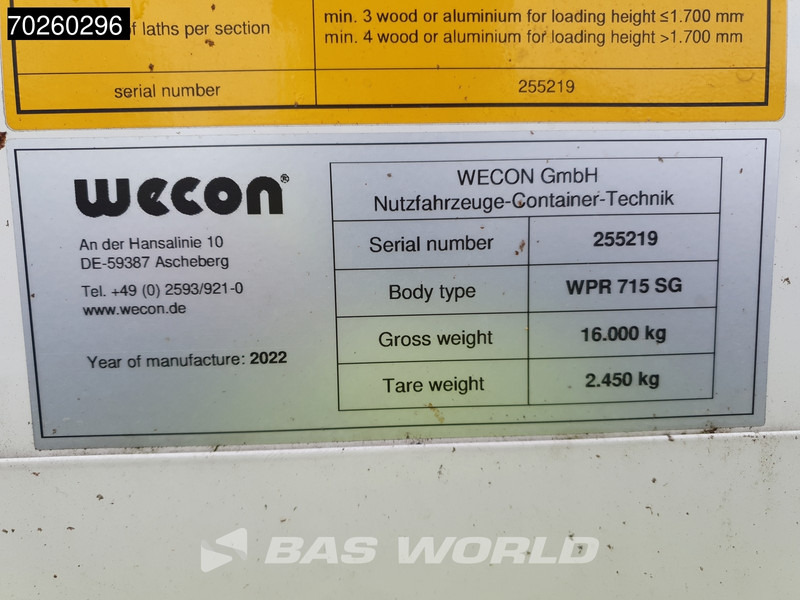 70260296
min. 3 wood or aluminium for loading height ≤1.700 mm
of laths per section
min. 4 wood or aluminium for loading height >1.700 mm
serial number
255219
wecon®
An der Hansalinie 10
DE-59387 Ascheberg
Tel. +49 (0) 2593/921-0
www.wecon.de
Year of manufacture: 2022
WECON GmbH
Nutzfahrzeuge-Container-Technik
Serial number 255219
Body type WPR 715 SG
Gross weight 16.000 kg
Tare weight 2.450 kg
BAS WORLD